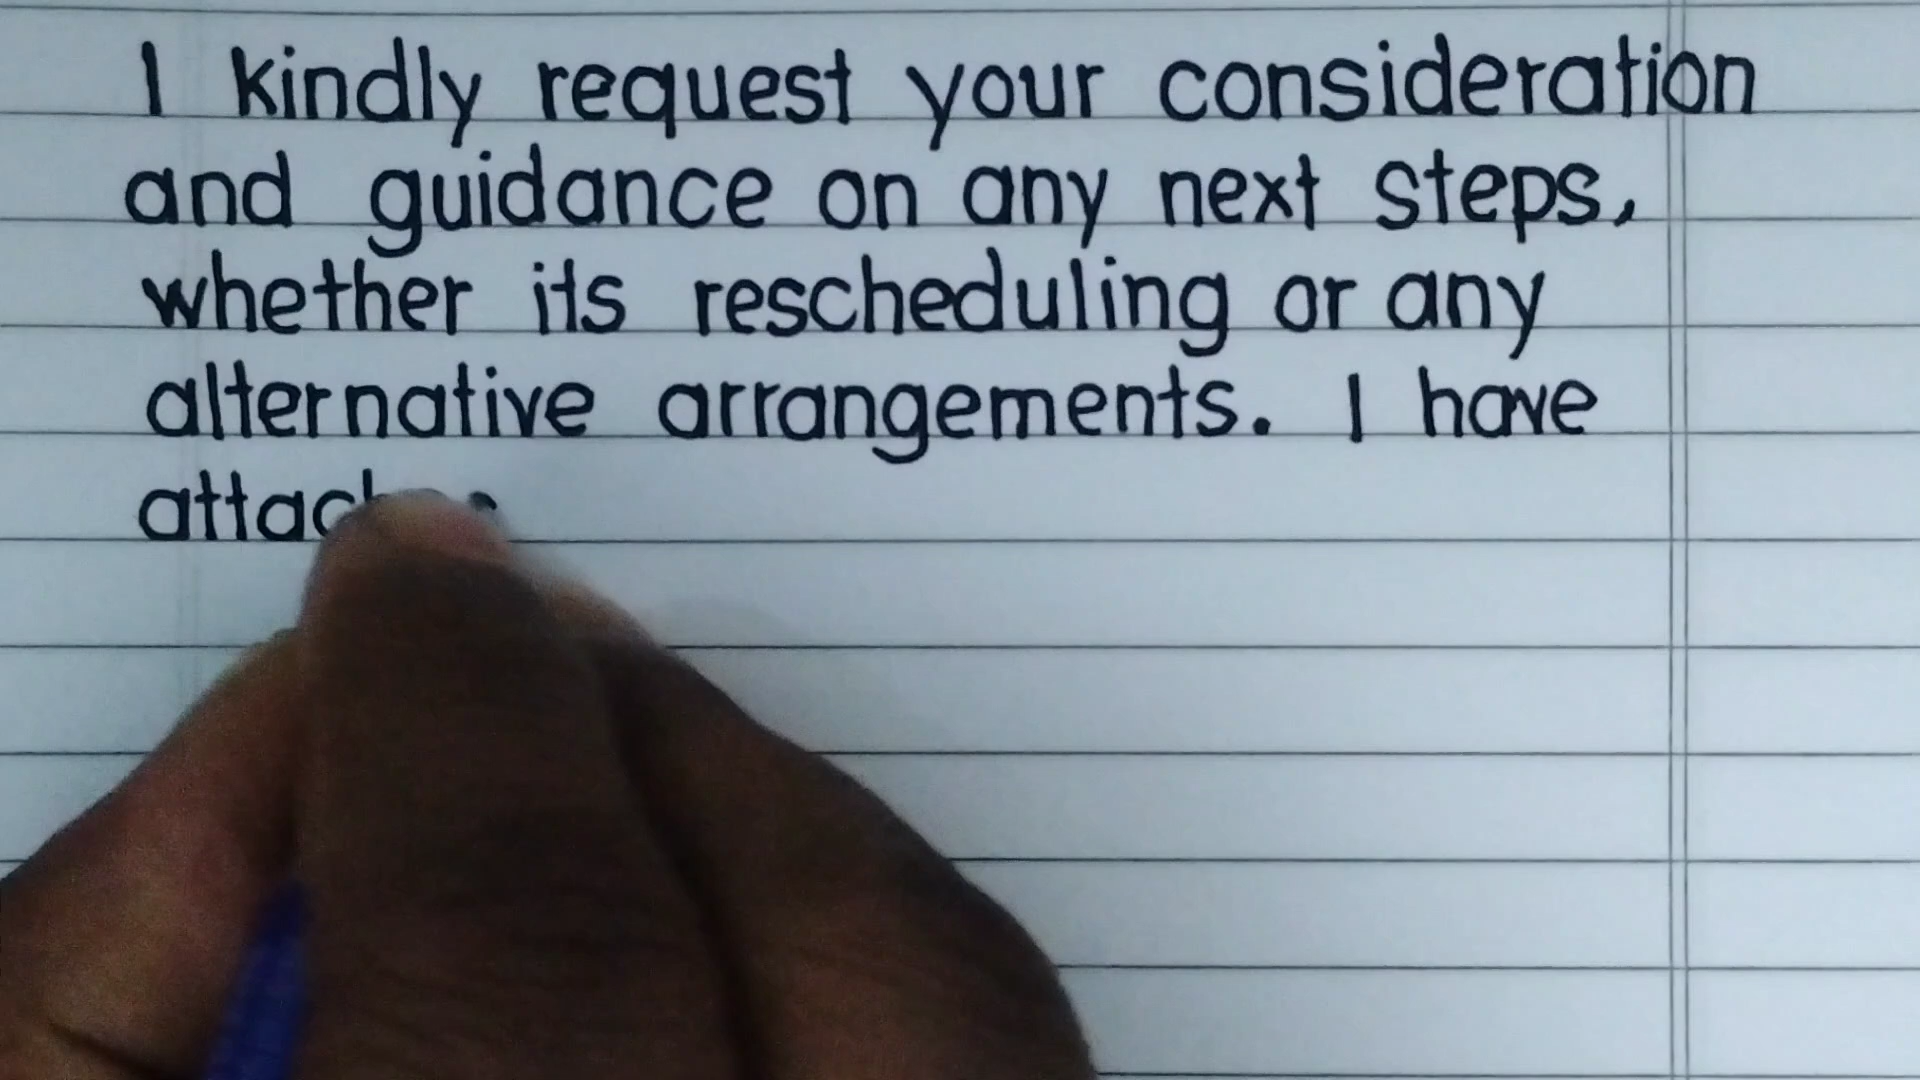 I kindly request your consideration
and guidance on any next steps,
whether its rescheduling or any
alternative arrangements. I have